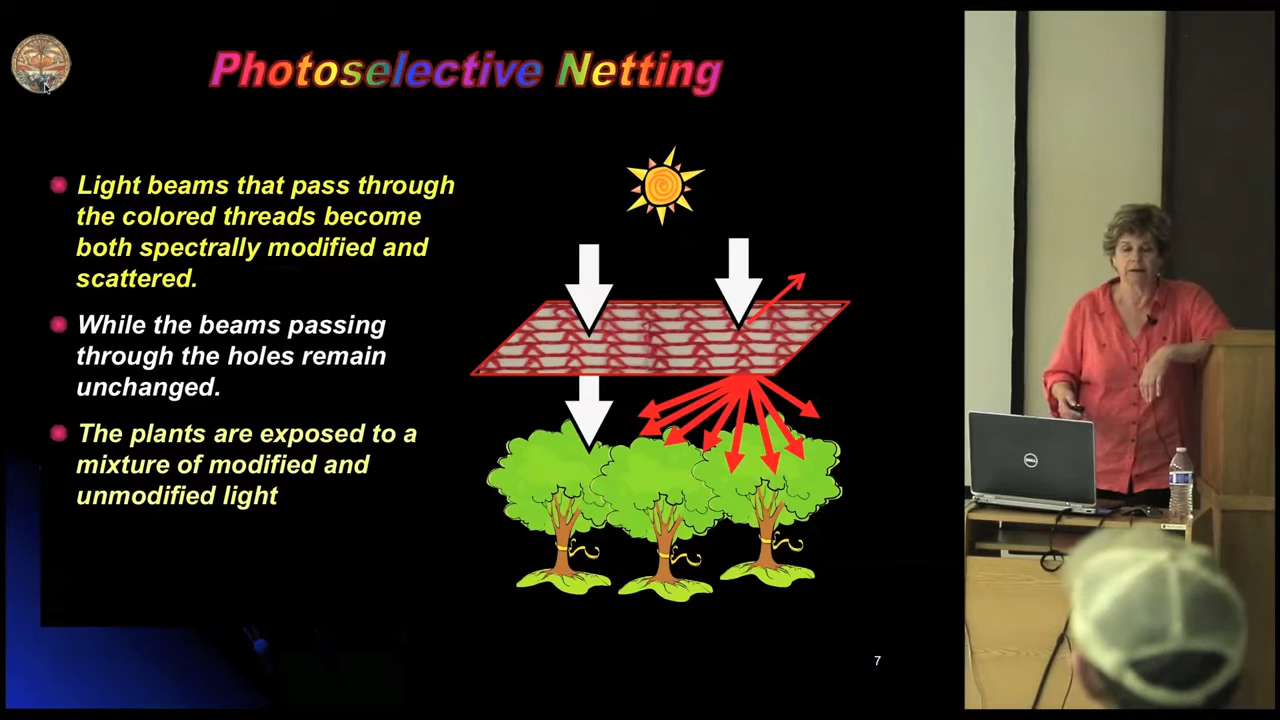 Photoselective Netting
Light beams that pass through
the colored threads become
both spectrally modified and
scattered.
While the beams passing
through the holes remain
unchanged.
The plants are exposed to a
mixture of modified and
unmodified light
7
DELL